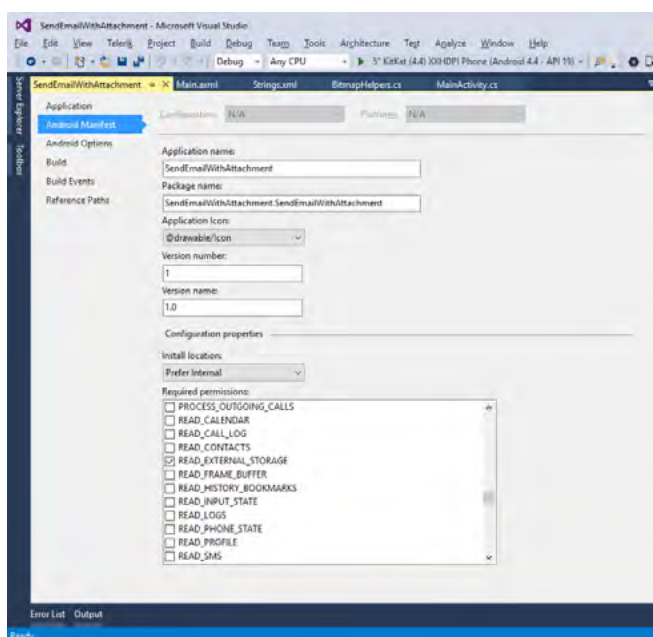 SendEmailWithAttachment - Microsoft Visual Studio
File Edit View Telerik Project Build Debug Team Tools Architecture Test Analyze Window Help
Debug Any CPU 5" KitKat (4.4) XXHDPI Phone (Android 4.4 - API 19)
SendEmailWithAttachment Main.axml Strings.xml BitmapHelpers.cs MainActivity.cs
Server Explorer
Toolbox
Application
Android Manifest
Android Options
Build
Build Events
Reference Paths
Configuration: N/A Platform: N/A
Application name:
SendEmailWithAttachment
Package name:
SendEmailWithAttachment.SendEmailWithAttachment
Application Icon:
@drawable/Icon
Version number:
1
Version name:
1.0
Configuration properties
Install location:
Prefer Internal
Required permissions:
PROCESS_OUTGOING_CALLS
READ_CALENDAR
READ_CALL_LOG
READ_CONTACTS
READ_EXTERNAL_STORAGE
READ_FRAME_BUFFER
READ_HISTORY_BOOKMARKS
READ_INPUT_STATE
READ_LOGS
READ_PHONE_STATE
READ_PROFILE
READ_SMS
Error List Output
Ready